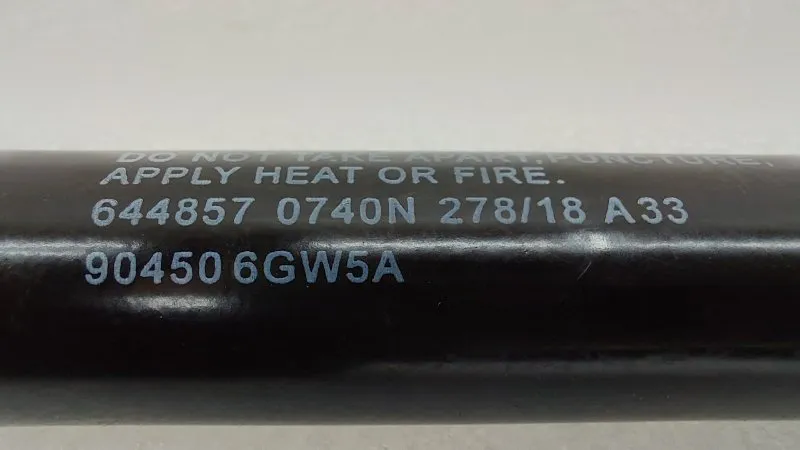 DO NOT TAKE APART, PUNCTURE,
APPLY HEAT OR FIRE.
644857 0740N 278/18 A33
90450 6GW5A